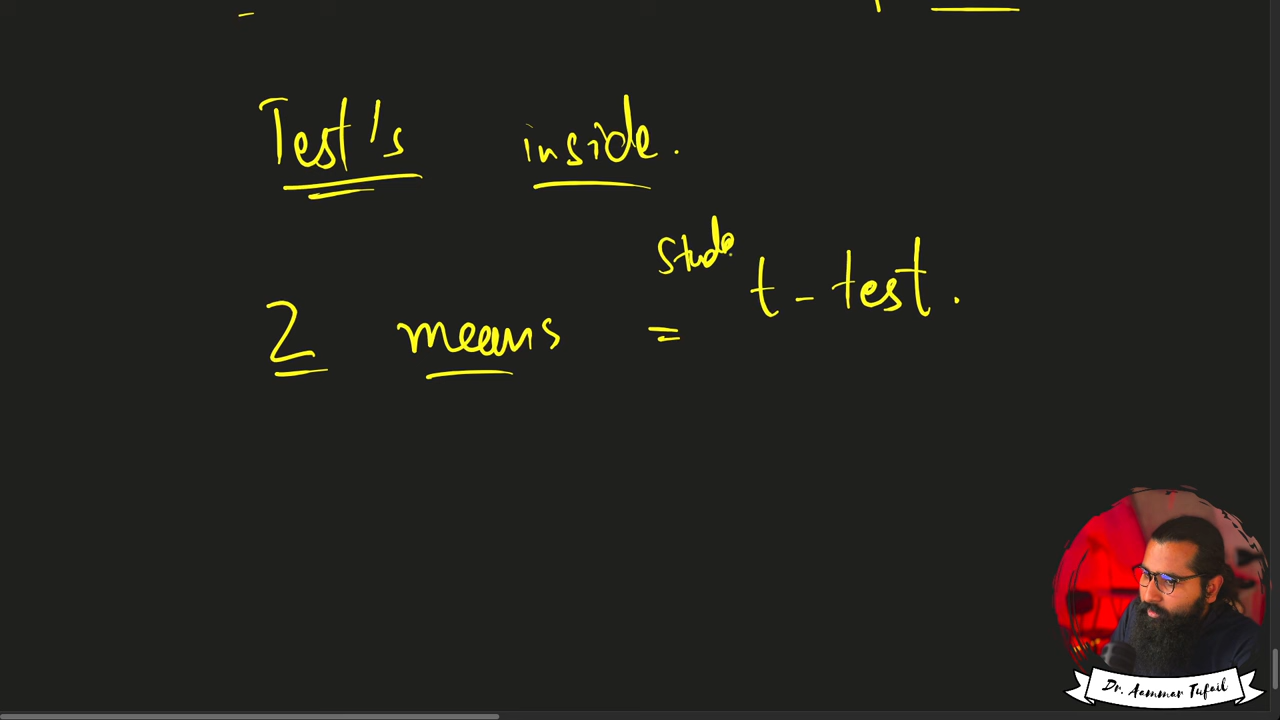 Test's inside.
Stude
t - test.
2 means =
Dr. Aammar Tufail